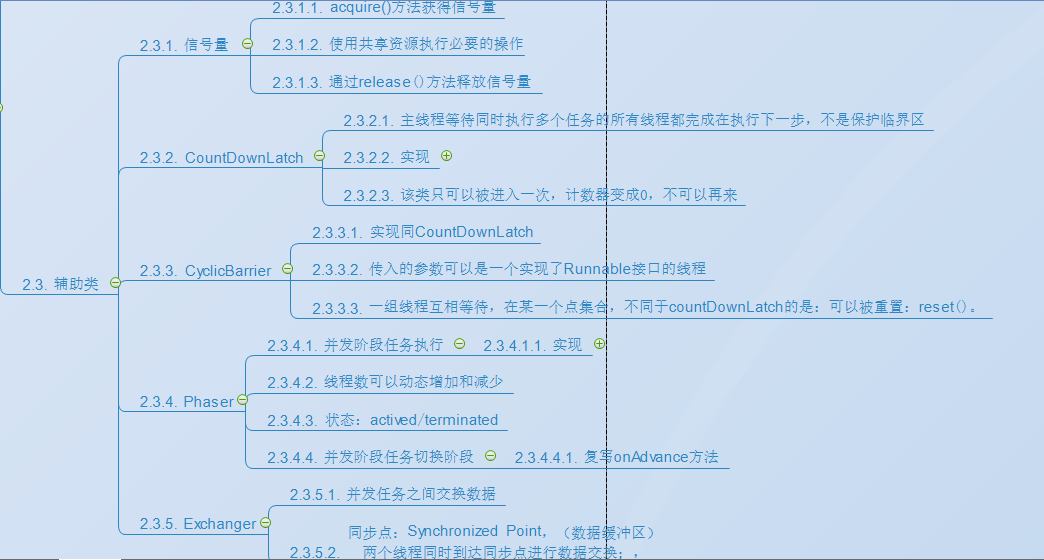 2.3. 辅助类
2.3.1. 信号量
2.3.1.1. acquire()方法获得信号量
2.3.1.2. 使用共享资源执行必要的操作
2.3.1.3. 通过release()方法释放信号量
2.3.2. CountDownLatch
2.3.2.1. 主线程等待同时执行多个任务的所有线程都完成在执行下一步，不是保护临界区
2.3.2.2. 实现
2.3.2.3. 该类只可以被进入一次，计数器变成0，不可以再来
2.3.3. CyclicBarrier
2.3.3.1. 实现同CountDownLatch
2.3.3.2. 传入的参数可以是一个实现了Runnable接口的线程
2.3.3.3. 一组线程互相等待，在某一个点集合，不同于countDownLatch的是：可以被重置：reset()。
2.3.4. Phaser
2.3.4.1. 并发阶段任务执行
2.3.4.1.1. 实现
2.3.4.2. 线程数可以动态增加和减少
2.3.4.3. 状态：actived/terminated
2.3.4.4. 并发阶段任务切换阶段
2.3.4.4.1. 复写onAdvance方法
2.3.5. Exchanger
2.3.5.1. 并发任务之间交换数据
同步点：Synchronized Point，（数据缓冲区）
2.3.5.2. 两个线程同时到达同步点进行数据交换；，